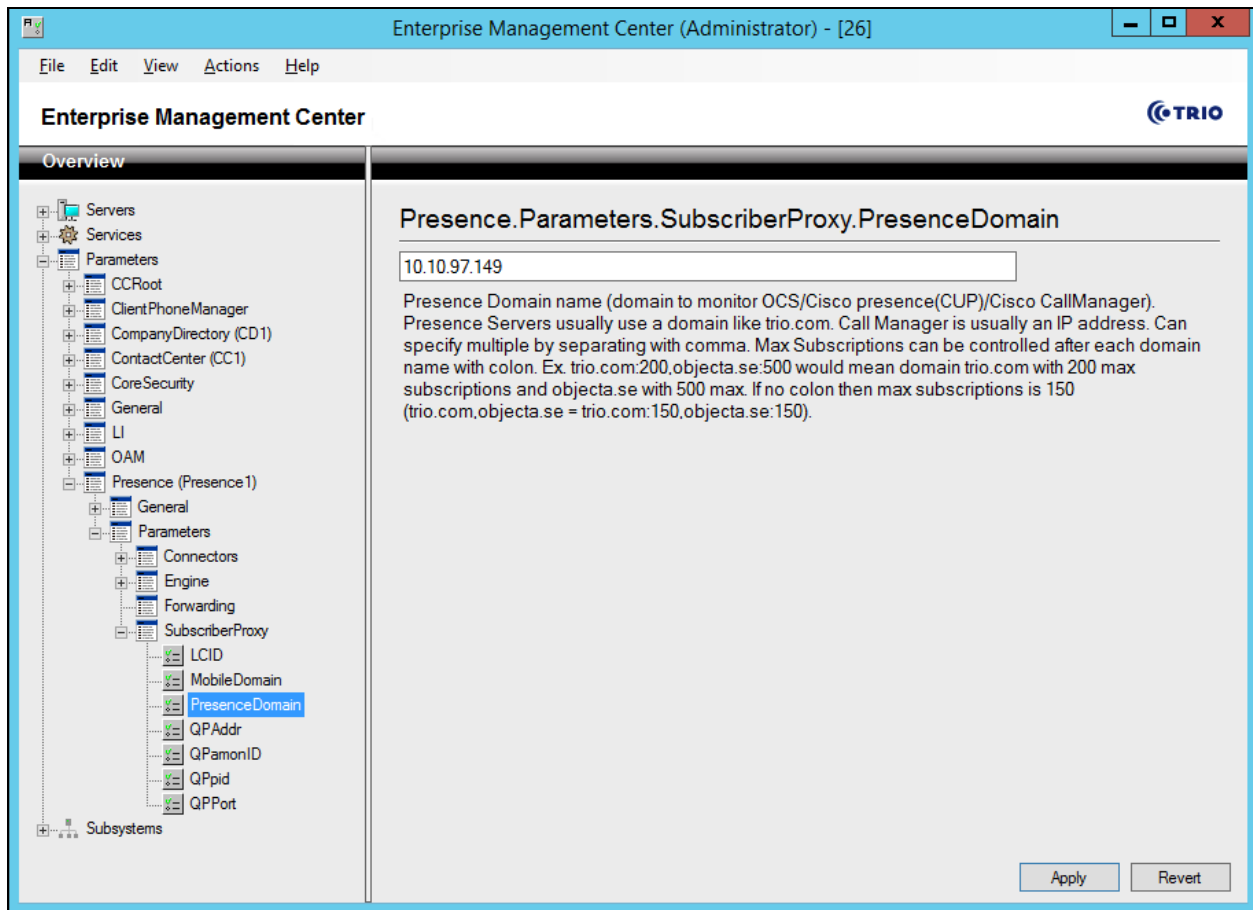 Enterprise Management Center (Administrator) - [26]
File Edit View Actions Help
Enterprise Management Center
TRIO
Overview
Servers
Services
Parameters
CCRoot
ClientPhoneManager
CompanyDirectory (CD1)
ContactCenter (CC1)
CoreSecurity
General
LI
OAM
Presence (Presence1)
General
Parameters
Connectors
Engine
Forwarding
SubscriberProxy
LCID
MobileDomain
PresenceDomain
QPAddr
QPamonID
QPpid
QPPort
Subsystems
Presence.Parameters.SubscriberProxy.PresenceDomain
10.10.97.149
Presence Domain name (domain to monitor OCS/Cisco presence(CUP)/Cisco CallManager).
Presence Servers usually use a domain like trio.com. Call Manager is usually an IP address. Can
specify multiple by separating with comma. Max Subscriptions can be controlled after each domain
name with colon. Ex. trio.com:200,objecta.se:500 would mean domain trio.com with 200 max
subscriptions and objecta.se with 500 max. If no colon then max subscriptions is 150
(trio.com,objecta.se = trio.com:150,objecta.se:150).
Apply Revert